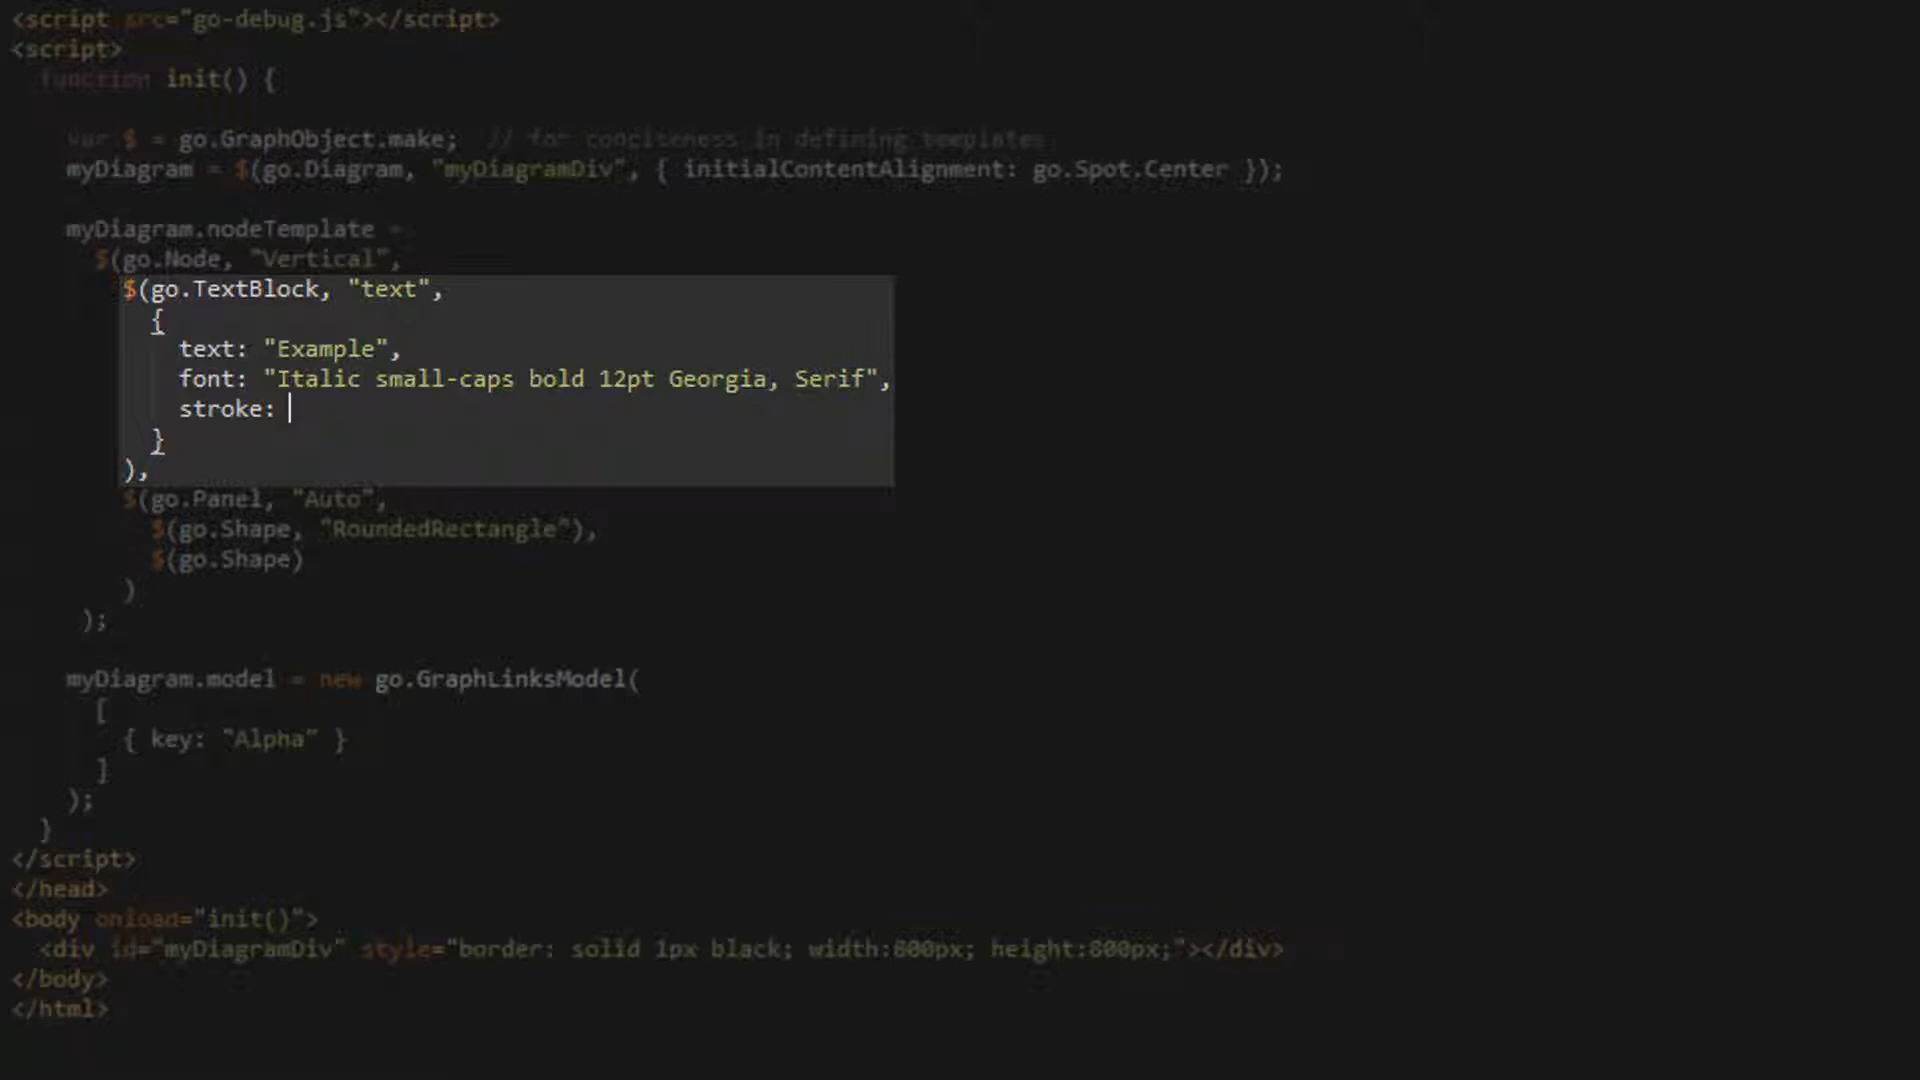 <script src="go-debug.js"></script>
<script>
function init() {
var $ = go.GraphObject.make;  // for conciseness in defining templates
myDiagram = $(go.Diagram, "myDiagramDiv", { initialContentAlignment: go.Spot.Center });
myDiagram.nodeTemplate =
$(go.Node, "Vertical",
$(go.TextBlock, "text",
{
text: "Example",
font: "Italic small-caps bold 12pt Georgia, Serif",
stroke:
}
),
$(go.Panel, "Auto",
$(go.Shape, "RoundedRectangle"),
$(go.Shape)
)
);
myDiagram.model = new go.GraphLinksModel(
[
{ key: "Alpha" }
]
);
}
</script>
</head>
<body onload="init()">
<div id="myDiagramDiv" style="border: solid 1px black; width:800px; height:800px;"></div>
</body>
</html>